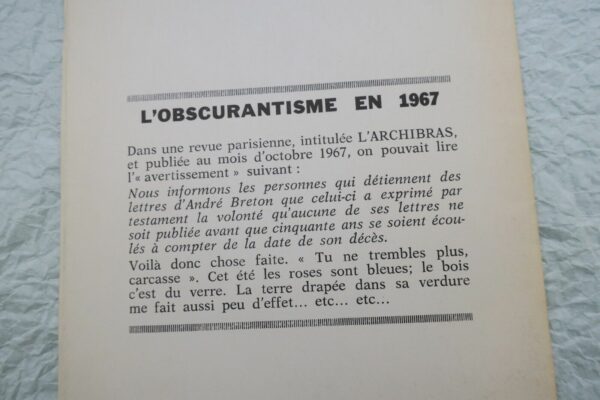 L'OBSCURANTISME EN 1967
Dans une revue parisienne, intitulée L'ARCHIBRAS,
et publiée au mois d'octobre 1967, on pouvait lire
l'« avertissement » suivant :
Nous informons les personnes qui détiennent des
lettres d'André Breton que celui-ci a exprimé par
testament la volonté qu'aucune de ses lettres ne
soit publiée avant que cinquante ans se soient écou-
lés à compter de la date de son décès.
Voilà donc chose faite. « Tu ne trembles plus,
carcasse ». Cet été les roses sont bleues; le bois
c'est du verre. La terre drapée dans sa verdure
me fait aussi peu d'effet... etc... etc...